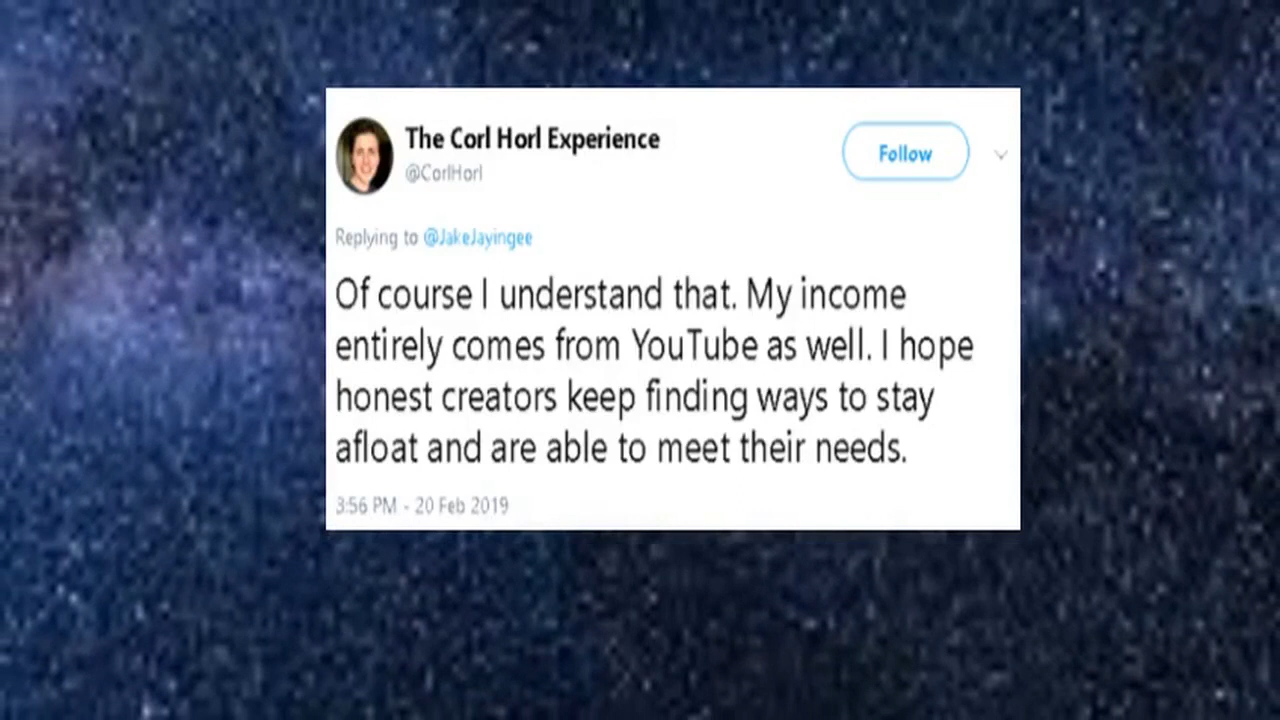 The Corl Horl Experience
@CorlHorl
Follow
Replying to @JakeJayingee
Of course I understand that. My income
entirely comes from YouTube as well. I hope
honest creators keep finding ways to stay
afloat and are able to meet their needs.
3:56 PM - 20 Feb 2019